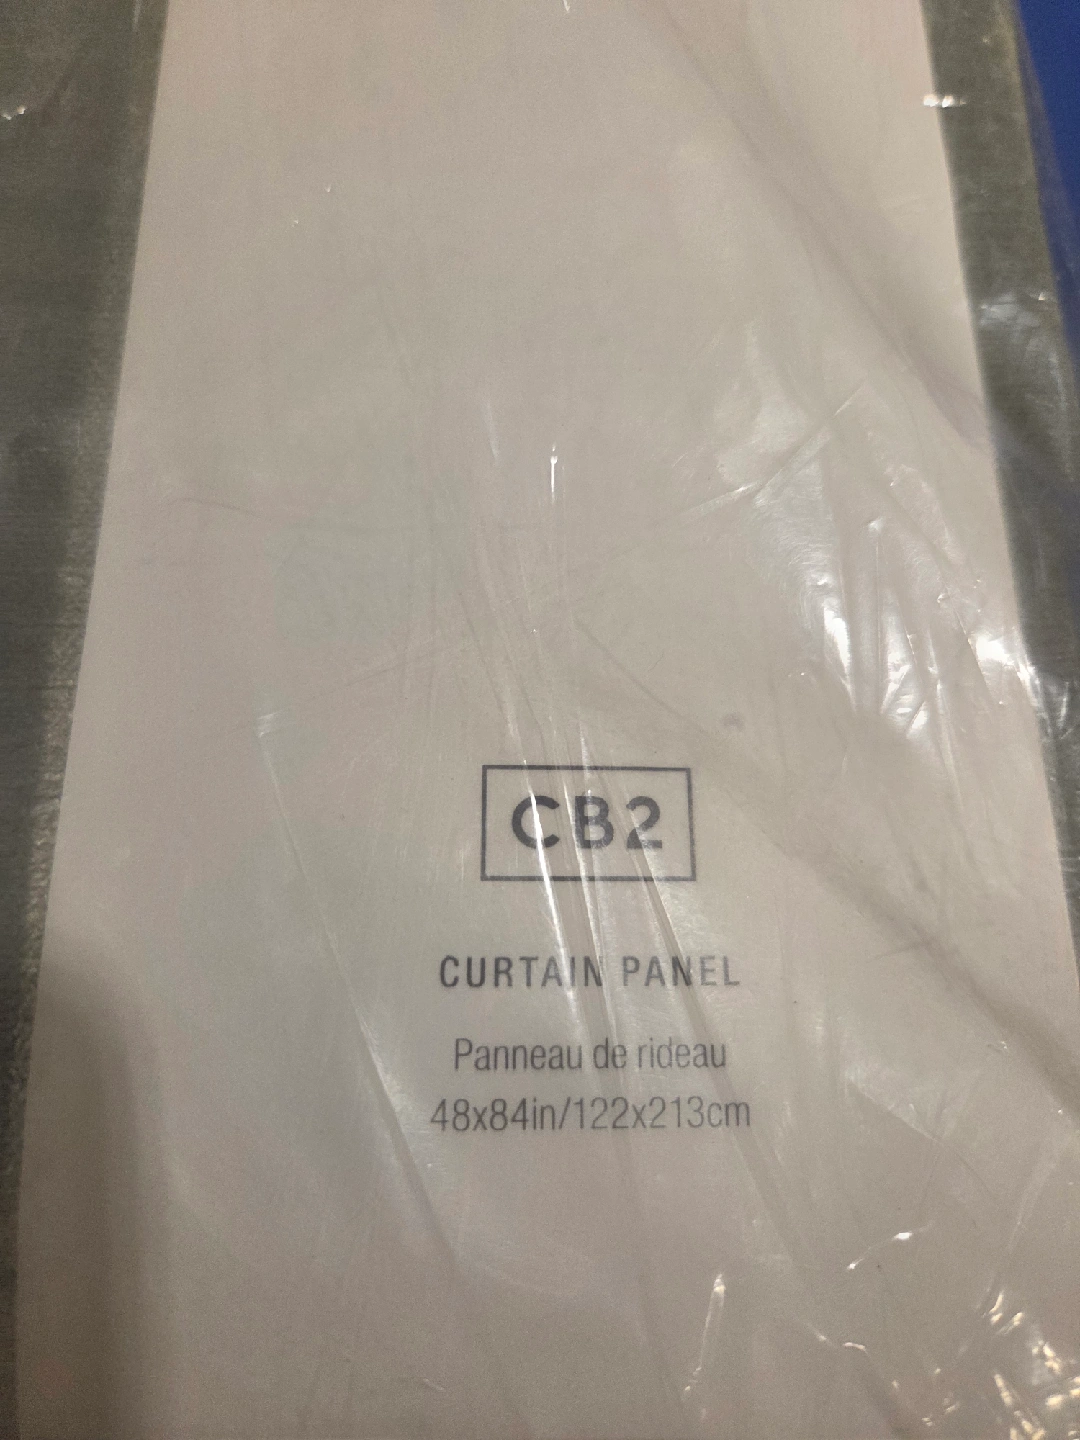 CB2
CURTAIN PANEL
Panneau de rideau
48x84in/122x213cm